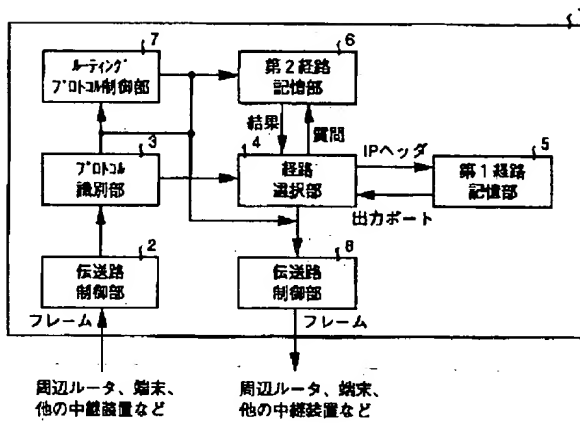 7
ルーティング
プロトコル制御部
6
第2経路
記憶部
結果
質問
3
プロトコル
識別部
4
経路
選択部
IPヘッダ
出力ポート
5
第1経路
記憶部
2
伝送路
制御部
8
伝送路
制御部
フレーム
フレーム
周辺ルータ、端末、
他の中継装置など
周辺ルータ、端末、
他の中継装置など